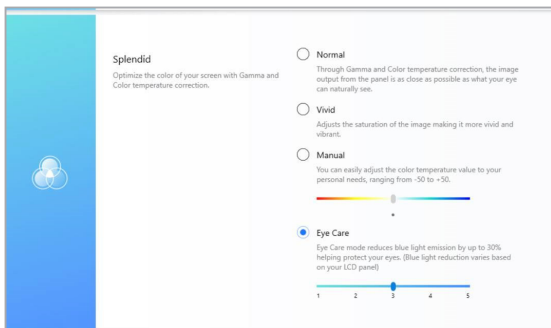 Splendid
Optimize the color of your screen with Gamma and
Color temperature correction.
Normal
Through Gamma and Color temperature correction, the image
output from the panel is as close as possible as what your eye
can naturally see.
Vivid
Adjusts the saturation of the image making it more vivid and
vibrant.
Manual
You can easily adjust the color temperature value to your
personal needs, ranging from -50 to +50.
Eye Care
Eye Care mode reduces blue light emission by up to 30%
helping protect your eyes. (Blue light reduction varies based
on your LCD panel)
1 2 3 4 5